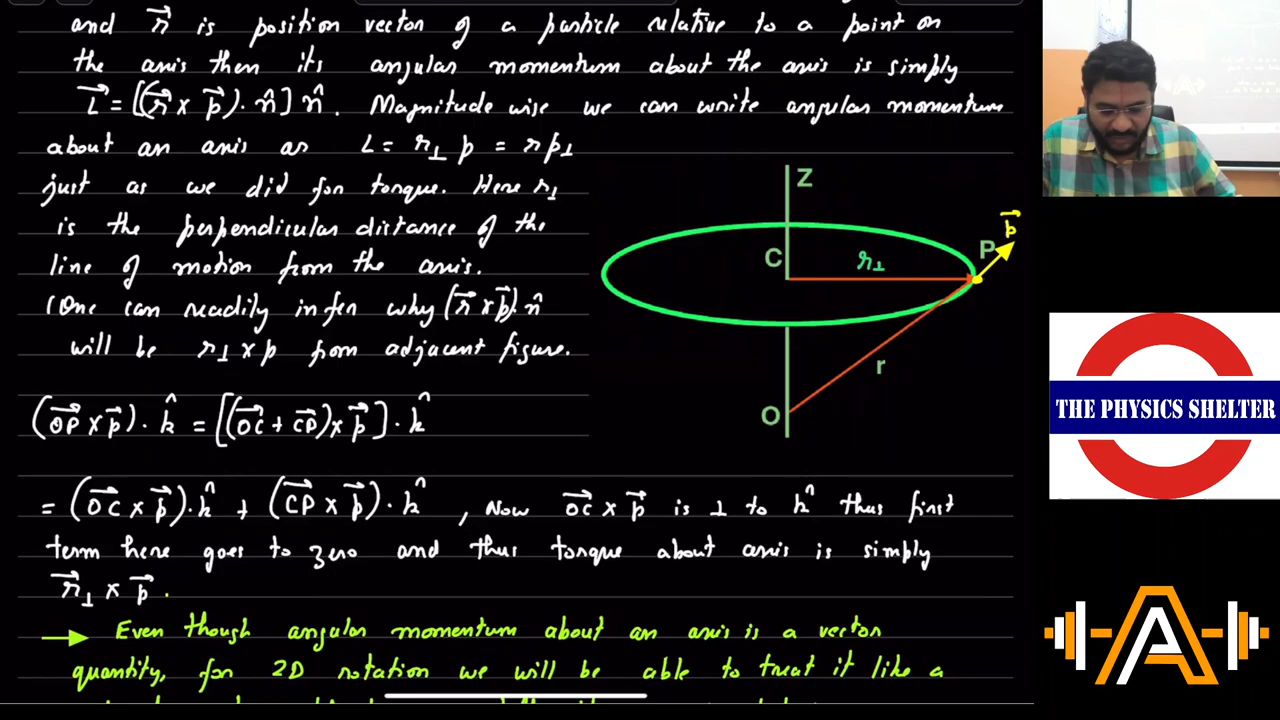 and r⃗ is position vector of a particle relative to a point on
the axis then its angular momentum about the axis is simply
L⃗ = [(r⃗ × p⃗) · n̂] n̂. Magnitude wise we can write angular momentum
about an axis as L = r⊥ p = r p⊥
just as we did for torque. Here r⊥
is the perpendicular distance of the
line of motion from the axis.
(One can readily infer why (r⃗ × p⃗)·n̂
will be r⊥ × p from adjacent figure.
Z
p⃗
P
C
r⊥
r
O
(OP⃗ × p⃗) · k̂ = [(OC⃗ + CP⃗) × p⃗] · k̂
= (OC⃗ × p⃗) · k̂ + (CP⃗ × p⃗) · k̂ , Now OC⃗ × p⃗ is ⊥ to k̂ thus first
term here goes to zero and thus torque about axis is simply
r⃗⊥ × p⃗.
→ Even though angular momentum about an axis is a vector
quantity, for 2D rotation we will be able to treat it like a
THE PHYSICS SHELTER
A